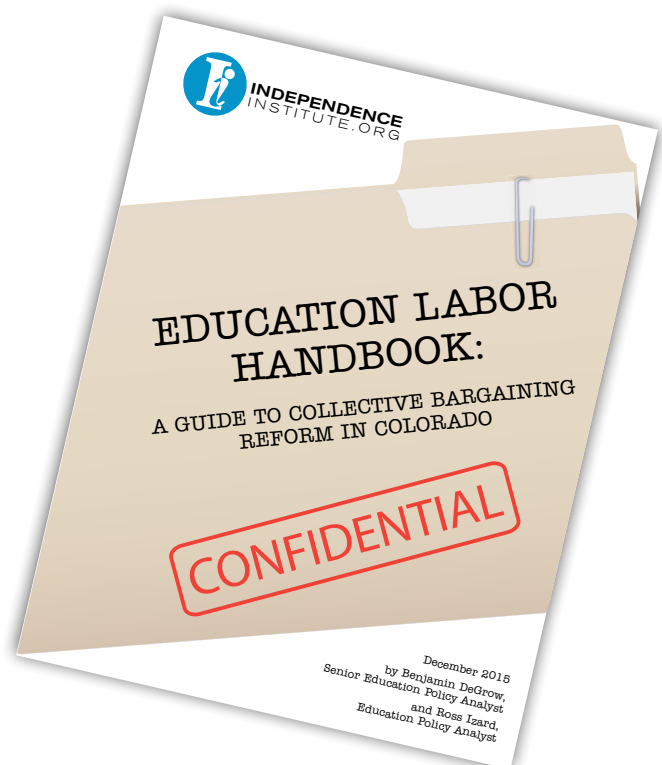 INDEPENDENCE
INSTITUTE.ORG
EDUCATION LABOR
HANDBOOK:
A GUIDE TO COLLECTIVE BARGAINING
REFORM IN COLORADO
CONFIDENTIAL
December 2015
by Benjamin DeGrow,
Senior Education Policy Analyst
and Ross Izard,
Education Policy Analyst